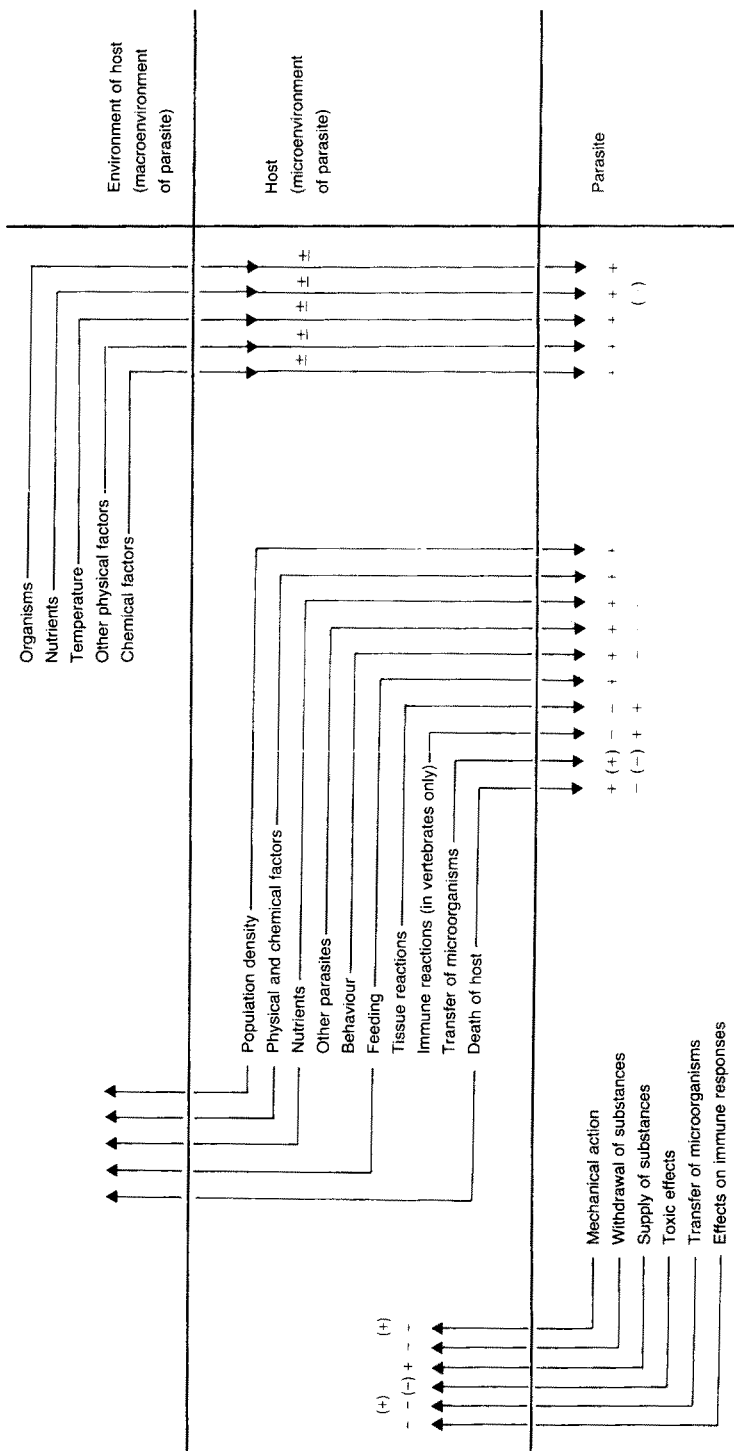 Environment of host
(macroenvironment
of parasite)
Host
(microenvironment
of parasite)
Parasite
Organisms
Nutrients
Temperature
Other physical factors
Chemical factors
± ± ± ± ±
+ + + + +
Population density
Physical and chemical factors
Nutrients
Other parasites
Behaviour
Feeding
Tissue reactions
Immune reactions (in vertebrates only)
Transfer of microorganisms
Death of host
+ (+) − − + + + + + +
− (−) + + −
Mechanical action
Withdrawal of substances
Supply of substances
Toxic effects
Transfer of microorganisms
Effects on immune responses
(+) (+)
− − (−) + − −